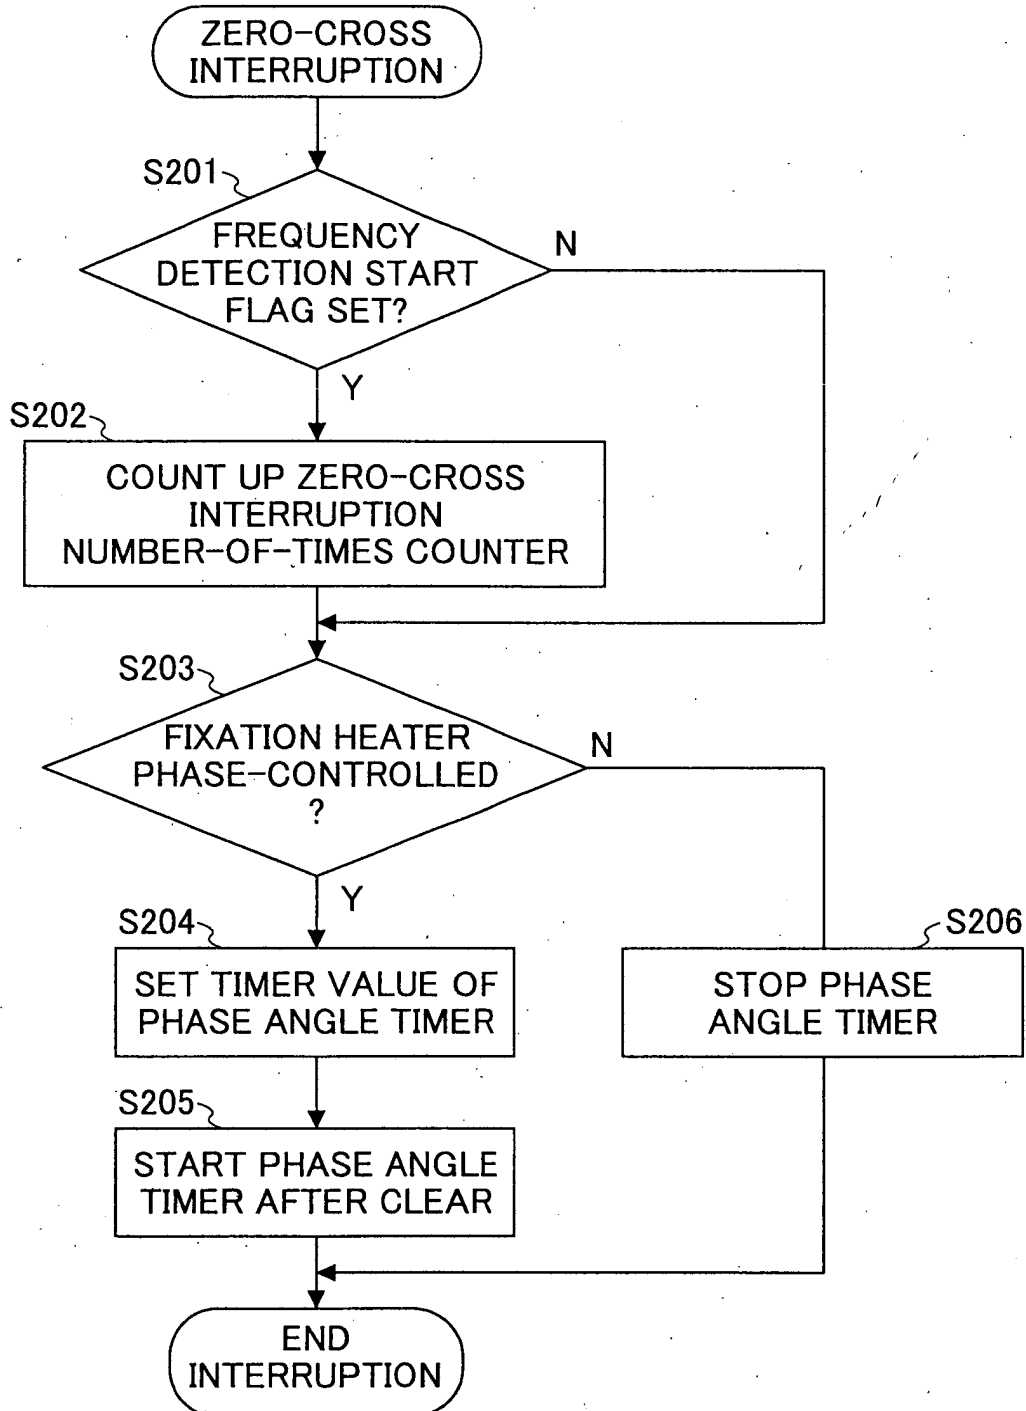 ZERO-CROSS
INTERRUPTION
S201
FREQUENCY
DETECTION START
FLAG SET?
N
Y
S202
COUNT UP ZERO-CROSS
INTERRUPTION
NUMBER-OF-TIMES COUNTER
S203
FIXATION HEATER
PHASE-CONTROLLED
?
N
Y
S204
SET TIMER VALUE OF
PHASE ANGLE TIMER
S206
STOP PHASE
ANGLE TIMER
S205
START PHASE ANGLE
TIMER AFTER CLEAR
END
INTERRUPTION